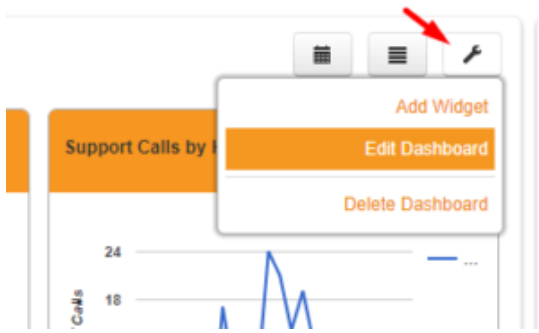 Add Widget
Support Calls by
Edit Dashboard
Delete Dashboard
24
...
18
Calls